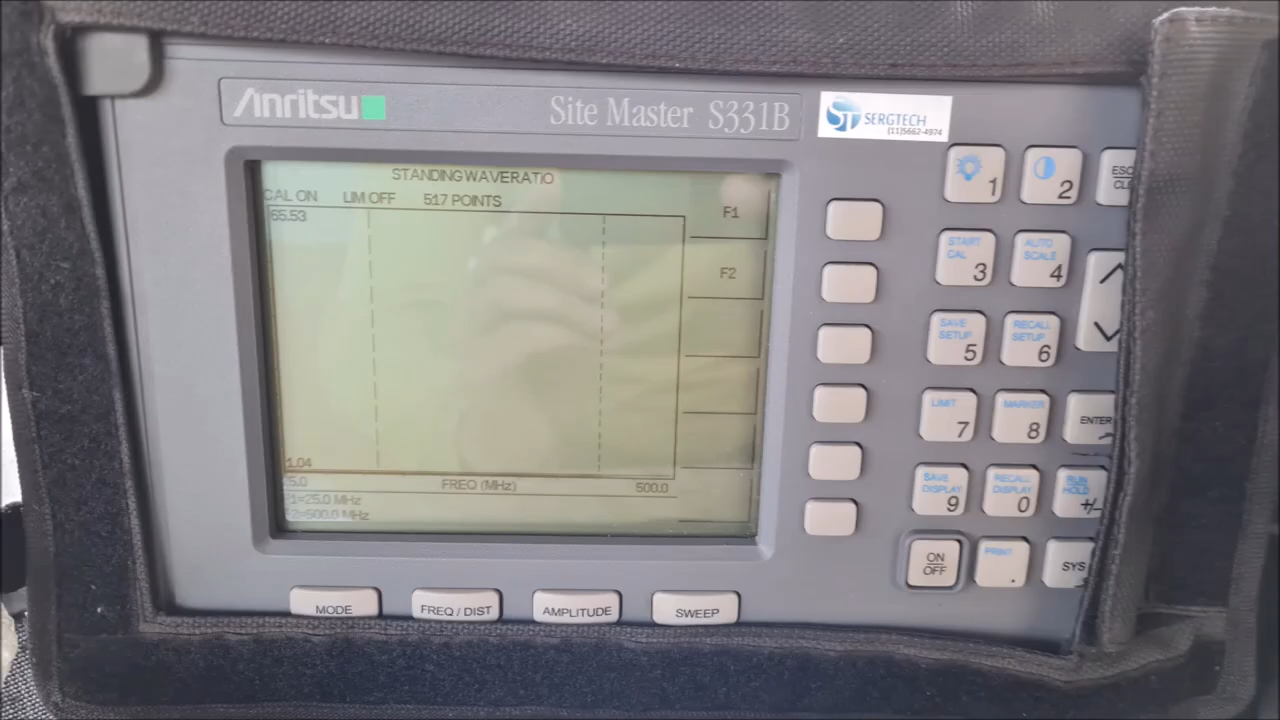 Anritsu
Site Master S331B
ST SERGTECH
(11)5662-4974
STANDING WAVE RATIO
CAL ON LIM OFF 517 POINTS
65.53
F1
F2
1.04
FREQ (MHz)
500.0
F1=25.0 MHz
F2=500.0 MHz
1
2
ESC
START
CAL
3
AUTO
SCALE
4
SAVE
SETUP
5
RECALL
SETUP
6
LIMIT
7
MARKER
8
ENTER
SAVE
DISPLAY
9
RECALL
DISPLAY
0
RUN
HOLD
+/-
ON
OFF
PRINT
.
SYS
MODE
FREQ / DIST
AMPLITUDE
SWEEP